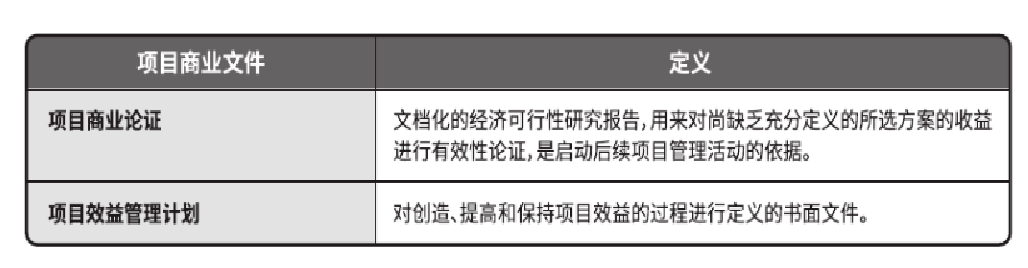 项目商业文件 定义
项目商业论证 文档化的经济可行性研究报告,用来对尚缺乏充分定义的所选方案的收益
进行有效性论证,是启动后续项目管理活动的依据。
项目效益管理计划 对创造、提高和保持项目效益的过程进行定义的书面文件。